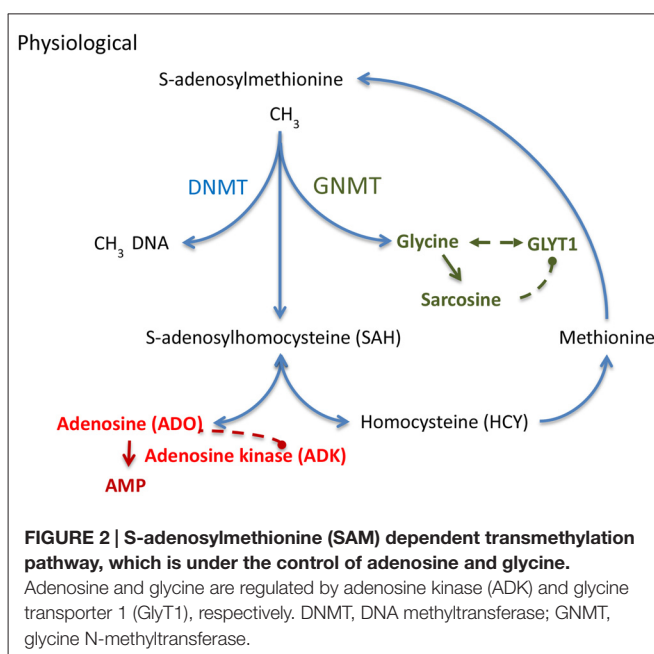 Physiological
S-adenosylmethionine
CH₃
DNMT GNMT
CH₃ DNA
Glycine GLYT1
Sarcosine
S-adenosylhomocysteine (SAH) Methionine
Adenosine (ADO) Homocysteine (HCY)
Adenosine kinase (ADK)
AMP
FIGURE 2 | S-adenosylmethionine (SAM) dependent transmethylation
pathway, which is under the control of adenosine and glycine.
Adenosine and glycine are regulated by adenosine kinase (ADK) and glycine
transporter 1 (GlyT1), respectively. DNMT, DNA methyltransferase; GNMT,
glycine N-methyltransferase.